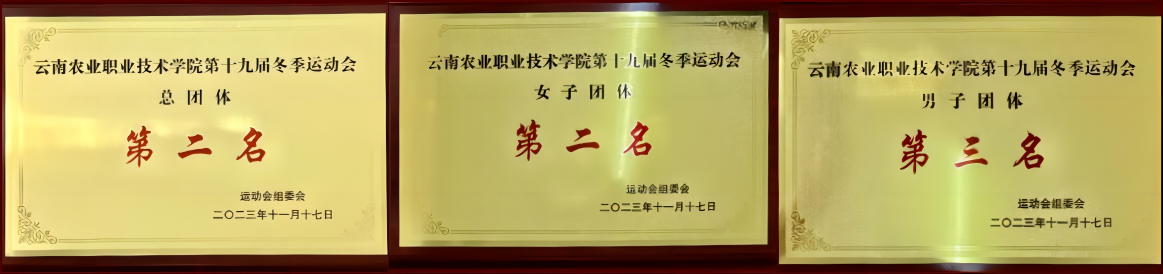 云南农业职业技术学院第十九届冬季运动会
总团体
第二名
运动会组委会
二〇二三年十一月十七日
云南农业职业技术学院第十九届冬季运动会
女子团体
第二名
运动会组委会
二〇二三年十一月十七日
云南农业职业技术学院第十九届冬季运动会
男子团体
第三名
运动会组委会
二〇二三年十一月十七日